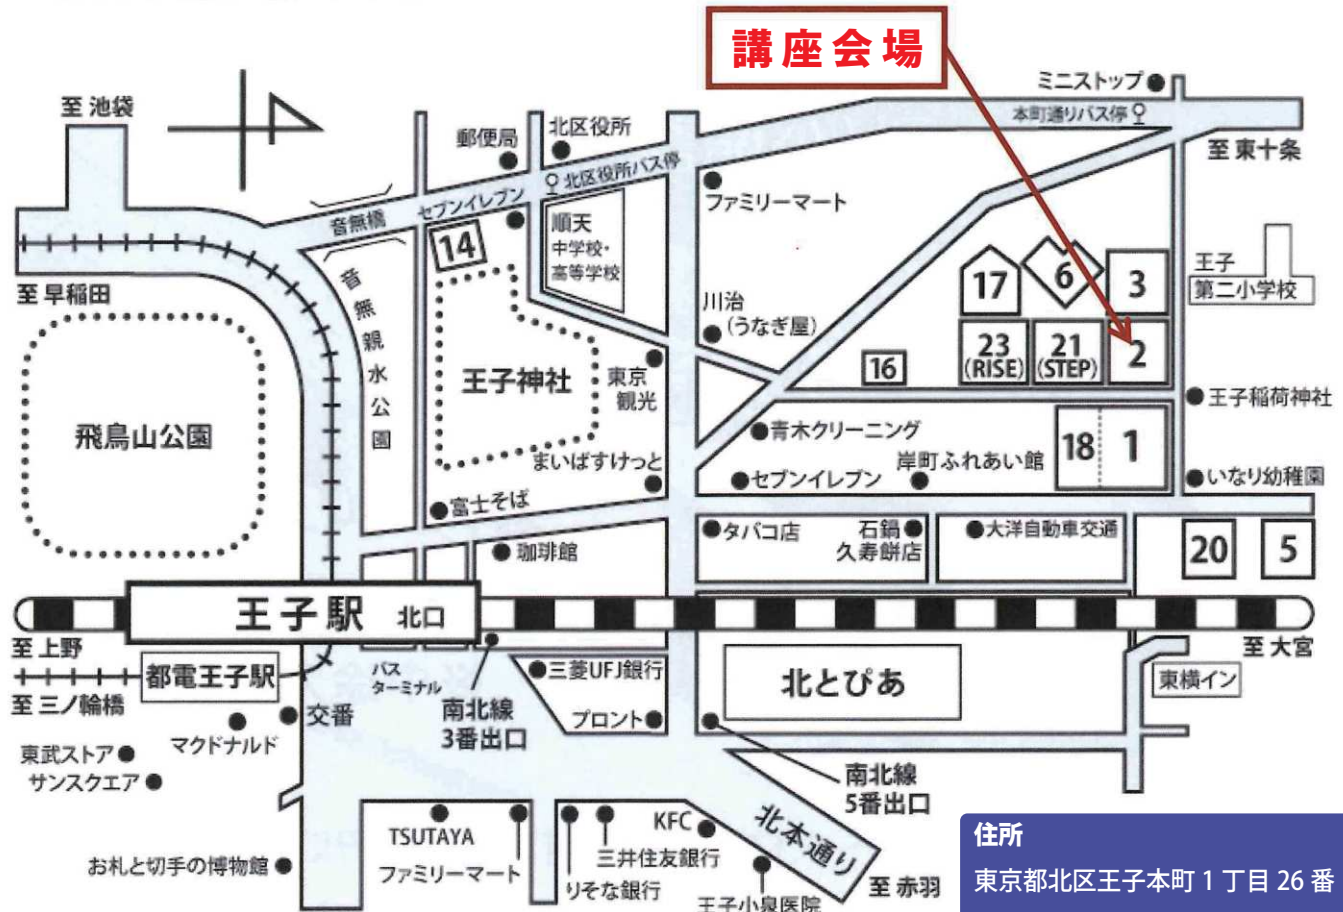 講座会場
ミニストップ
至 池袋
本町通りバス停
北区役所
郵便局
至 東十条
北区役所バス停
セブンイレブン
音無橋
ファミリーマート
順天
中学校・
高等学校
14
17
6
3
王子
第二小学校
至 早稲田
音無親水公園
川治
(うなぎ屋)
23
(RISE)
21
(STEP)
2
16
王子神社
東京
観光
王子稲荷神社
飛鳥山公園
青木クリーニング
18
1
まいばすけっと
セブンイレブン
岸町ふれあい館
いなり幼稚園
富士そば
タバコ店
石鍋
久寿餅店
大洋自動車交通
20
5
珈琲館
王子駅 北口
至 上野
至 大宮
都電王子駅
至 三ノ輪橋
バス
ターミナル
三菱UFJ銀行
北とぴあ
東横イン
南北線
3番出口
プロント
交番
マクドナルド
東武ストア
サンスクエア
南北線
5番出口
TSUTAYA
ファミリーマート
KFC
三井住友銀行
りそな銀行
北本通り
お札と切手の博物館
至 赤羽
王子小泉医院
住所
東京都北区王子本町 1 丁目 26 番